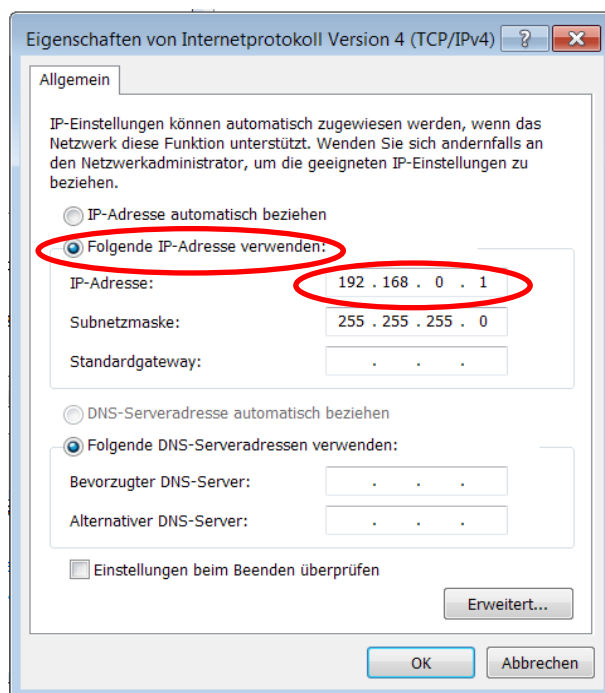 Eigenschaften von Internetprotokoll Version 4 (TCP/IPv4)
Allgemein
IP-Einstellungen können automatisch zugewiesen werden, wenn das
Netzwerk diese Funktion unterstützt. Wenden Sie sich andernfalls an
den Netzwerkadministrator, um die geeigneten IP-Einstellungen zu
beziehen.
IP-Adresse automatisch beziehen
Folgende IP-Adresse verwenden:
IP-Adresse: 192 . 168 . 0 . 1
Subnetzmaske: 255 . 255 . 255 . 0
Standardgateway: . . .
DNS-Serveradresse automatisch beziehen
Folgende DNS-Serveradressen verwenden:
Bevorzugter DNS-Server: . . .
Alternativer DNS-Server: . . .
Einstellungen beim Beenden überprüfen
Erweitert...
OK Abbrechen